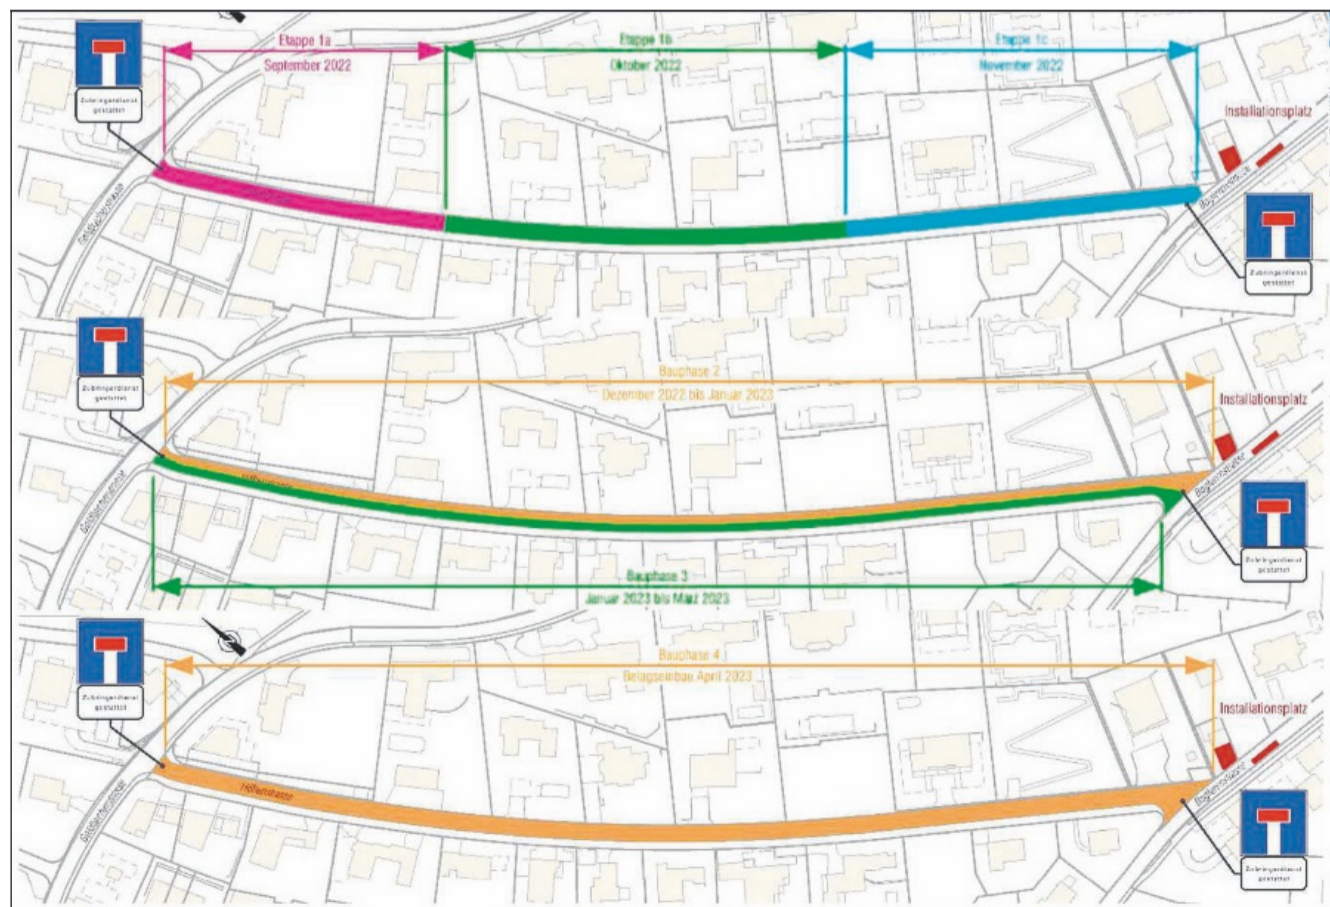 Etappe 1a
September 2022
Etappe 1b
Oktober 2022
Etappe 1c
November 2022
Zubringerdienst
gestattet
Installationsplatz
Zubringerdienst
gestattet
Bauphase 2
Dezember 2022 bis Januar 2023
Zubringerdienst
gestattet
Installationsplatz
Zubringerdienst
gestattet
Bauphase 3
Januar 2023 bis März 2023
Bauphase 4
Belagseinbau April 2023
Zubringerdienst
gestattet
Installationsplatz
Höhenstrasse
Zubringerdienst
gestattet